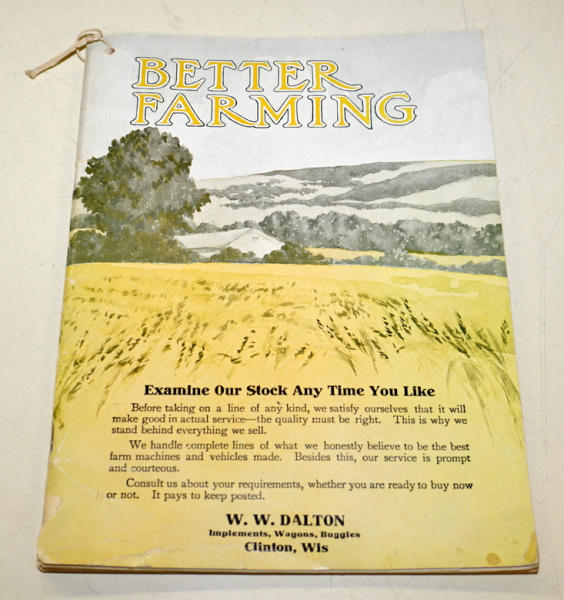 BETTER
FARMING
Examine Our Stock Any Time You Like
Before taking on a line of any kind, we satisfy ourselves that it will
make good in actual service—the quality must be right. This is why we
stand behind everything we sell.
We handle complete lines of what we honestly believe to be the best
farm machines and vehicles made. Besides this, our service is prompt
and courteous.
Consult us about your requirements, whether you are ready to buy now
or not. It pays to keep posted.
W. W. DALTON
Implements, Wagons, Buggies
Clinton, Wis